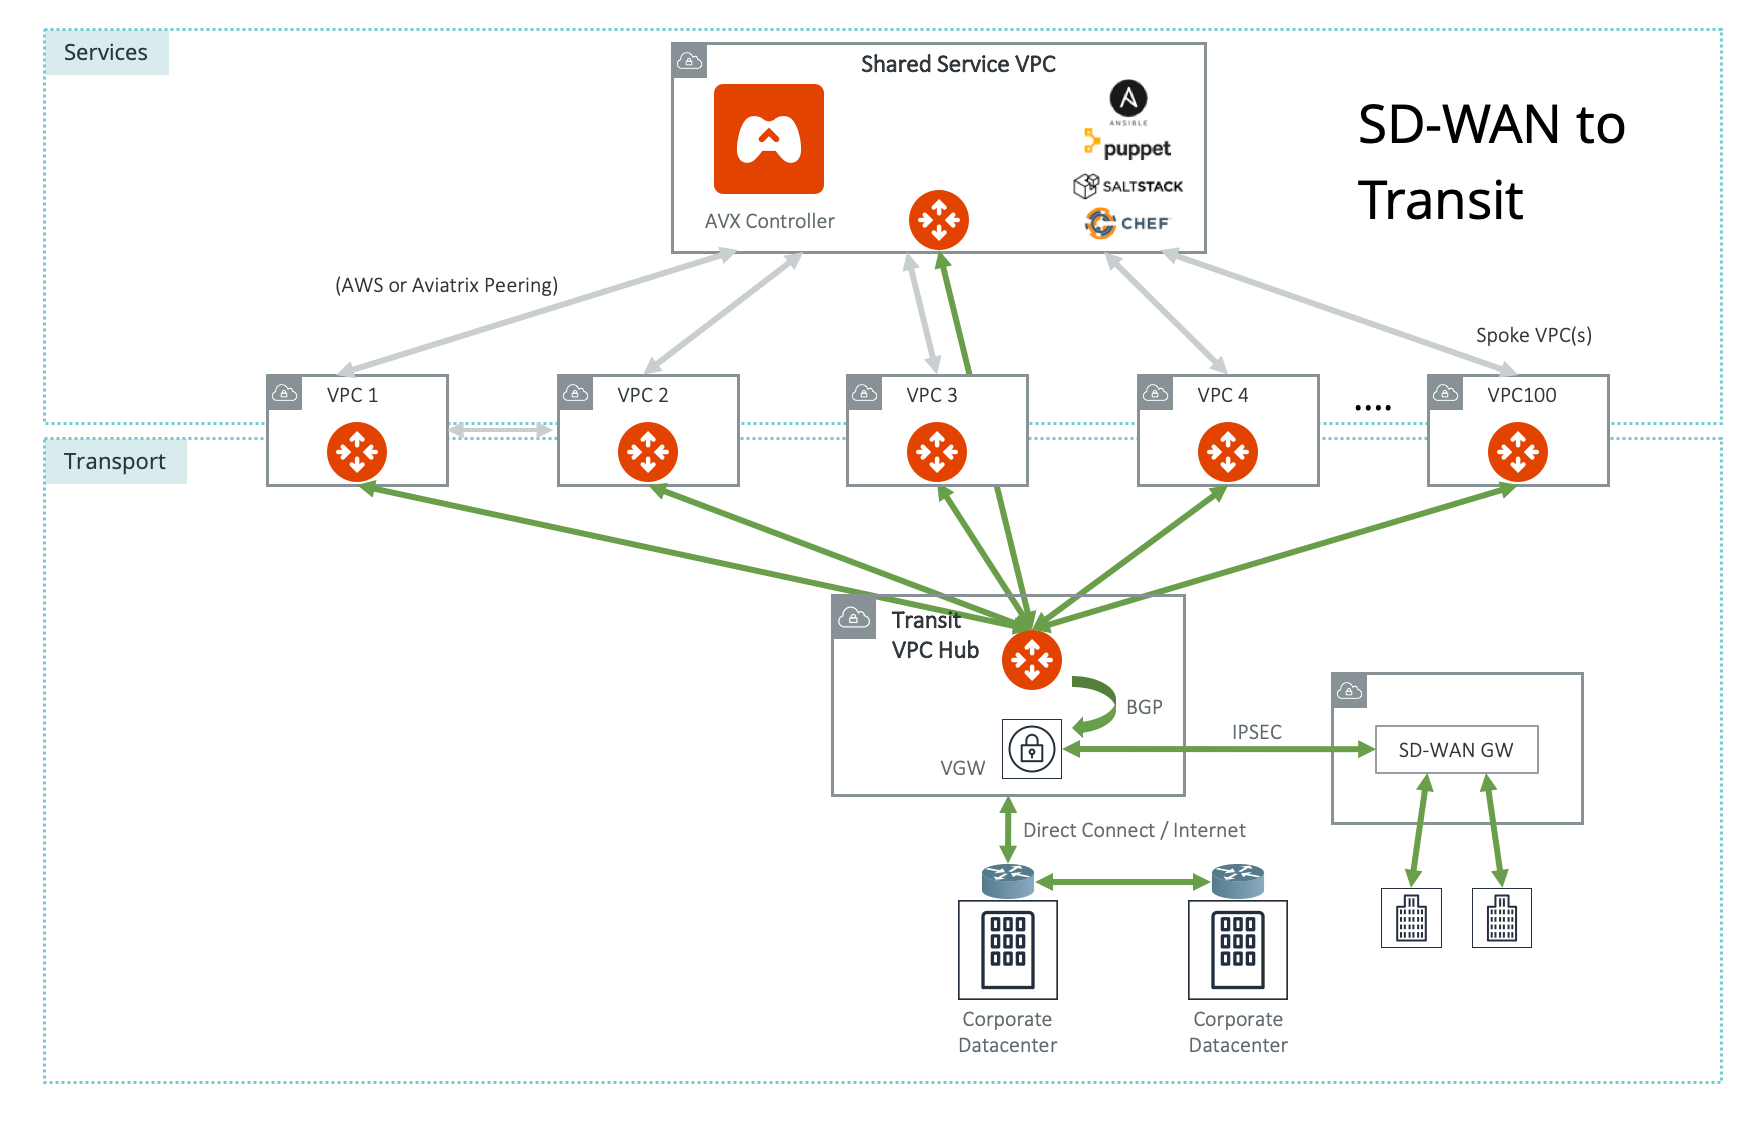 Services
Shared Service VPC
SD-WAN to
Transit
ANSIBLE
puppet
SALTSTACK
CHEF
AVX Controller
(AWS or Aviatrix Peering)
Spoke VPC(s)
VPC 1
VPC 2
VPC 3
VPC 4
....
VPC100
Transport
Transit
VPC Hub
BGP
IPSEC
SD-WAN GW
VGW
Direct Connect / Internet
Corporate
Datacenter
Corporate
Datacenter